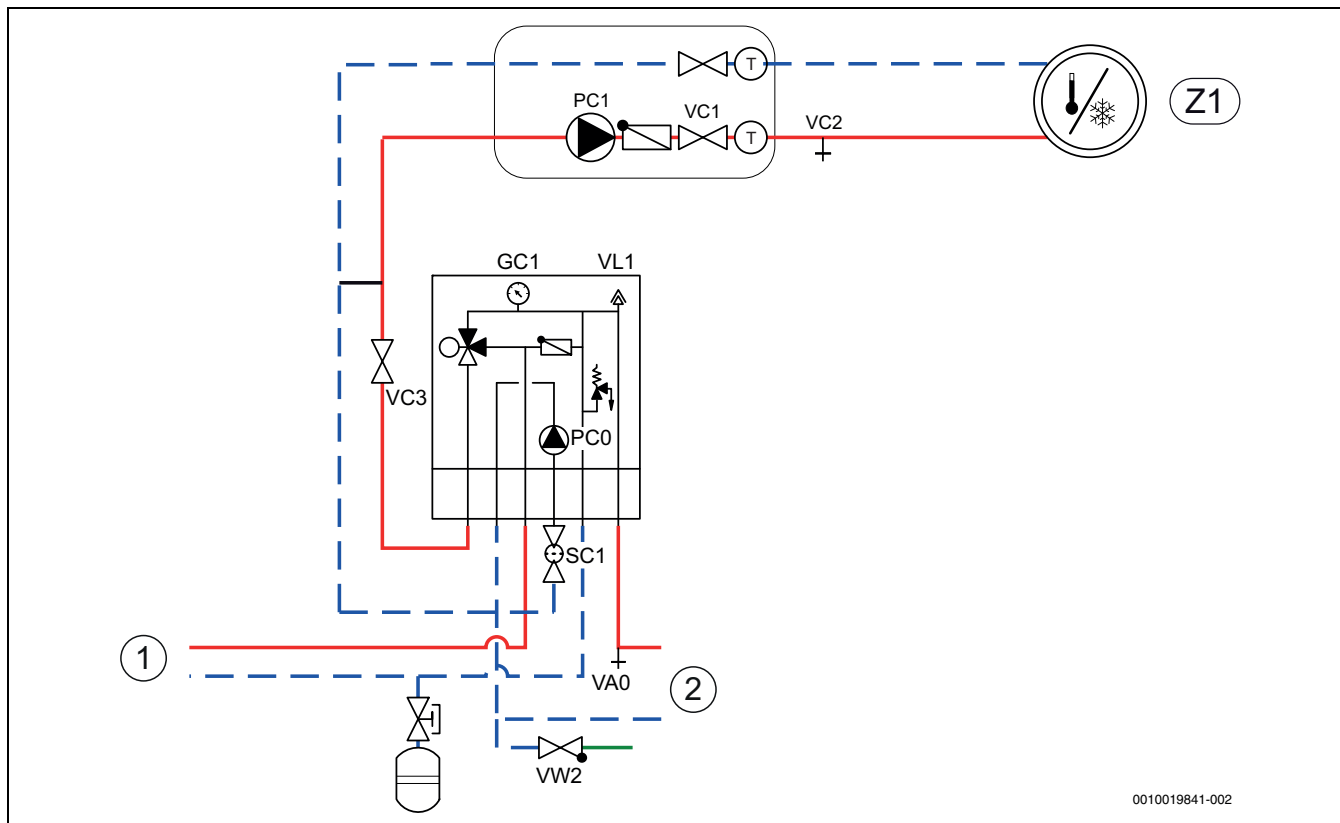 T
PC1
VC1
T
VC2
Z1
GC1
VL1
VC3
PC0
SC1
1
VA0
2
VW2
0010019841-002